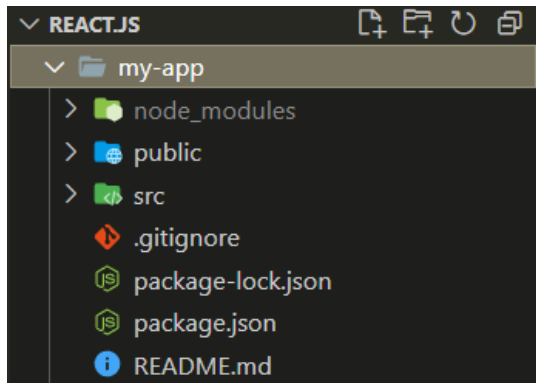 REACT.JS
my-app
node_modules
public
src
.gitignore
package-lock.json
package.json
README.md